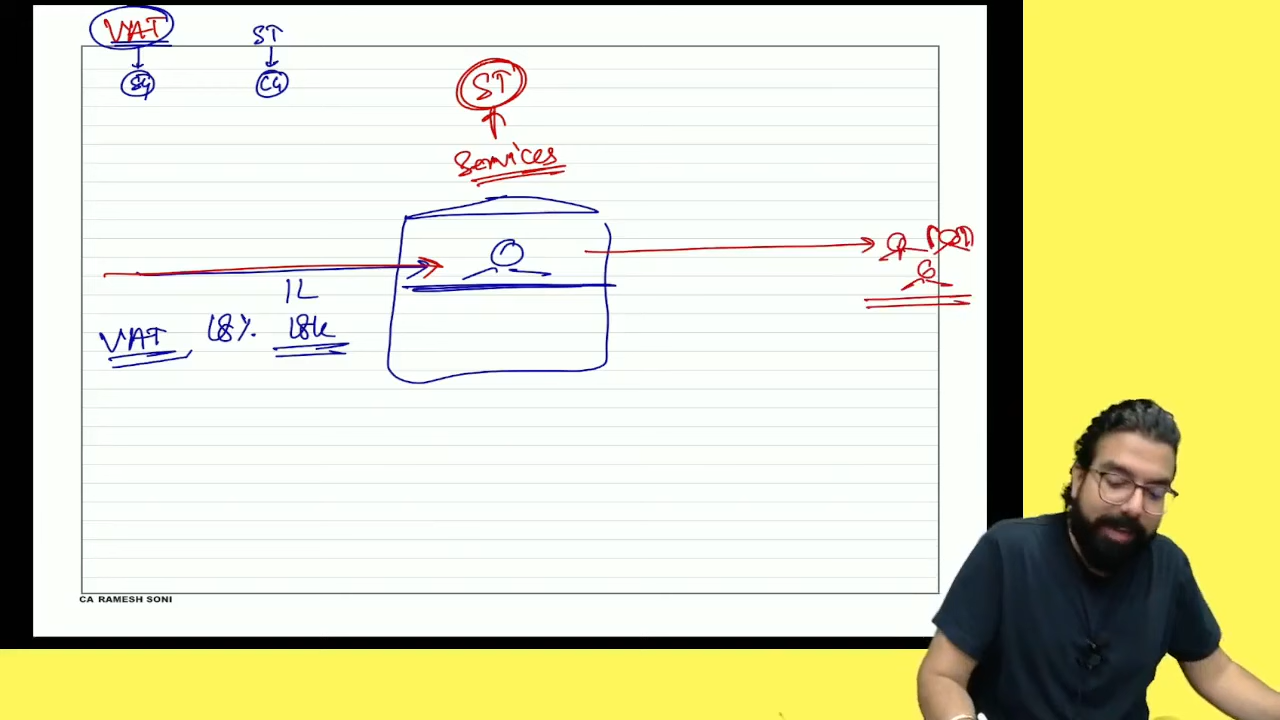 VAT ST
SG CG
ST
Services
1L
VAT 18% 18k
G
CA RAMESH SONI